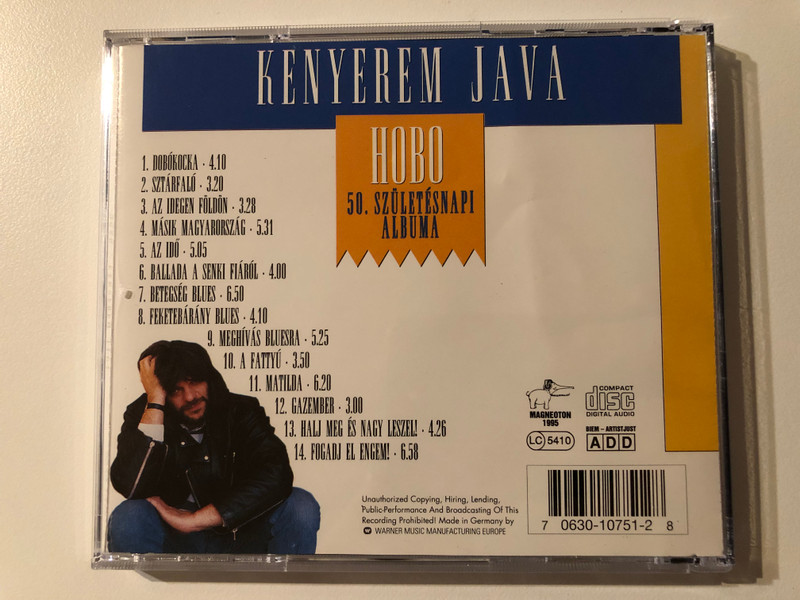 KENYEREM JAVA
HOBO
50. SZÜLETÉSNAPI
ALBUMA
1. DOBÓKOCKA · 4.10
2. SZTÁRFALÓ · 3.20
3. AZ IDEGEN FÖLDÖN · 3.28
4. MÁSIK MAGYARORSZÁG · 5.31
5. AZ IDŐ · 5.05
6. BALLADA A SENKI FIÁRÓL · 4.00
7. BETEGSÉG BLUES · 6.50
8. FEKETEBÁRÁNY BLUES · 4.10
9. MEGHÍVÁS BLUESRA · 5.25
10. A FATTYÚ · 3.50
11. MATILDA · 6.20
12. GAZEMBER · 3.00
13. HALJ MEG ÉS NAGY LESZEL! · 4.26
14. FOGADJ EL ENGEM! · 6.58
MAGNEOTON
1995
COMPACT
disc
DIGITAL AUDIO
LC 5410
BIEM – ARTISTJUST
ADD
Unauthorized Copying, Hiring, Lending,
Public-Performance And Broadcasting Of This
Recording Prohibited! Made in Germany by
WARNER MUSIC MANUFACTURING EUROPE
7 0630-10751-2 8